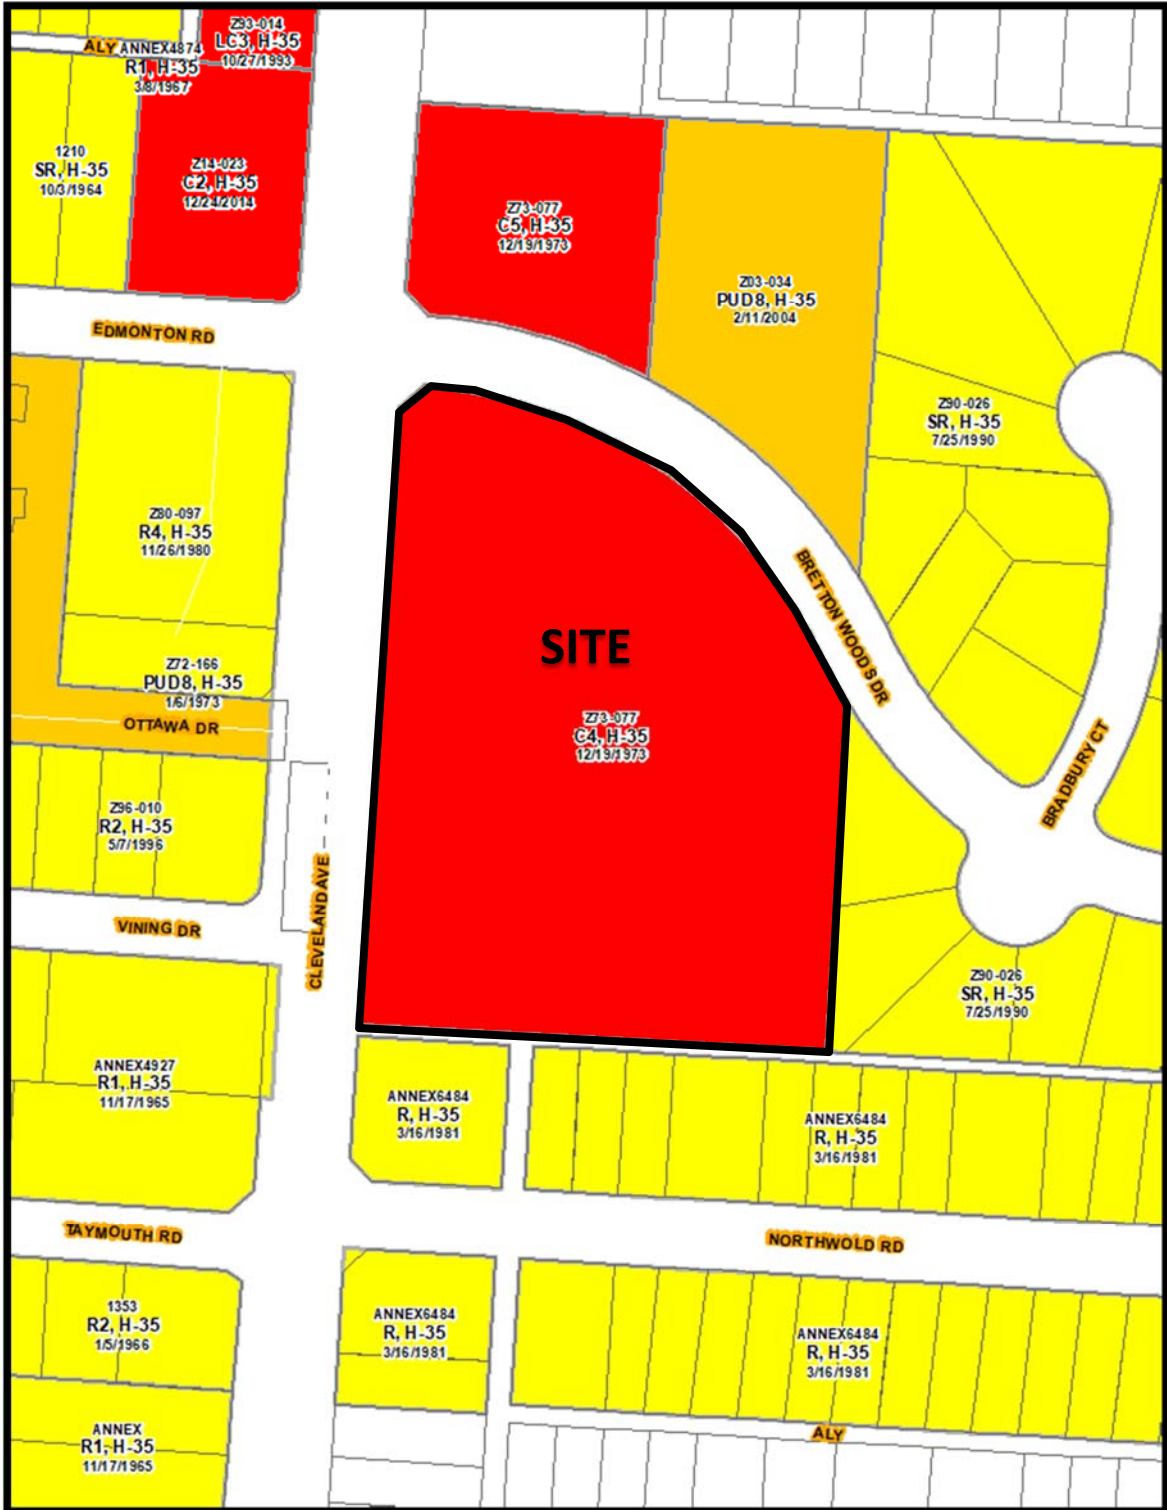 Z93-014
LC3, H-35
10/27/1993
ALY
ANNEX4874
R1, H-35
3/8/1967
1210
SR, H-35
10/3/1964
Z14-023
C2, H-35
12/24/2014
Z73-077
C5, H-35
12/19/1973
Z03-034
PUD8, H-35
2/11/2004
EDMONTON RD
Z90-026
SR, H-35
7/25/1990
Z80-097
R4, H-35
11/26/1980
BRETTON WOODS DR
SITE
Z73-077
C4, H-35
12/19/1973
Z72-166
PUD8, H-35
1/6/1973
OTTAWA DR
BRADBURY CT
Z96-010
R2, H-35
5/7/1996
VINING DR
CLEVELAND AVE
Z90-026
SR, H-35
7/25/1990
ANNEX4927
R1, H-35
11/17/1965
ANNEX6484
R, H-35
3/16/1981
ANNEX6484
R, H-35
3/16/1981
TAYMOUTH RD
NORTHWOLD RD
1353
R2, H-35
1/5/1966
ANNEX6484
R, H-35
3/16/1981
ANNEX6484
R, H-35
3/16/1981
ANNEX
R1, H-35
11/17/1965
ALY